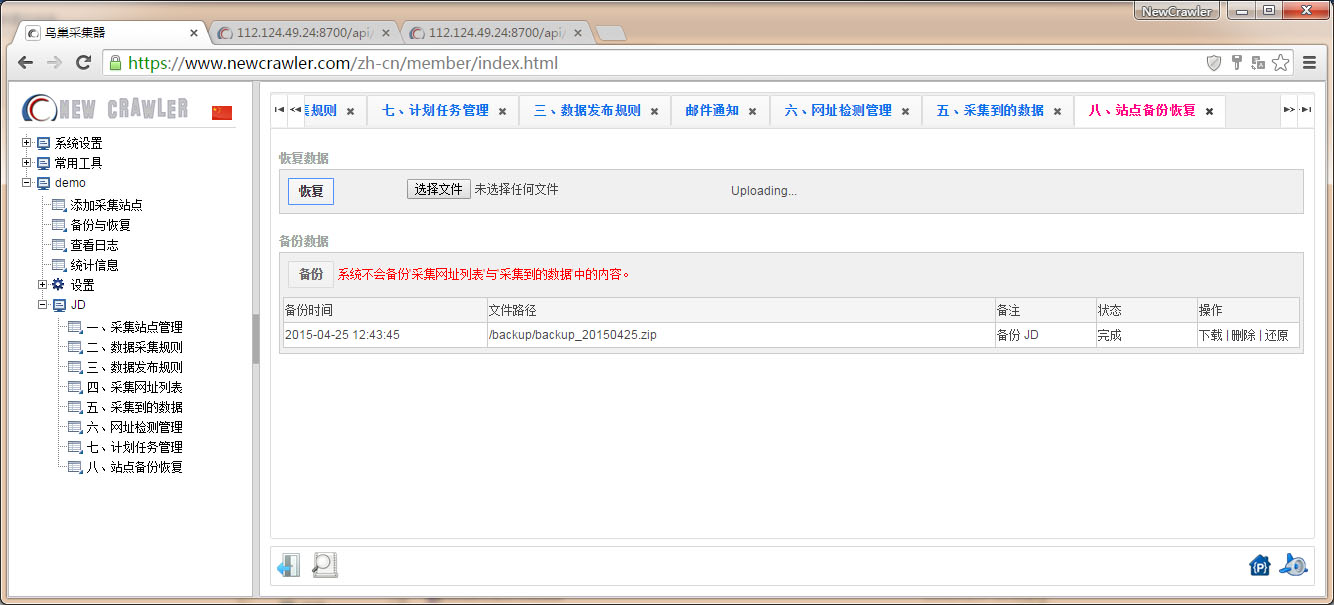 NewCrawler
鸟巢采集器 112.124.49.24:8700/api/ 112.124.49.24:8700/api/
https://www.newcrawler.com/zh-cn/member/index.html
NEW CRAWLER
系统设置
常用工具
demo
添加采集站点
备份与恢复
查看日志
统计信息
设置
JD
一、采集站点管理
二、数据采集规则
三、数据发布规则
四、采集网址列表
五、采集到的数据
六、网址检测管理
七、计划任务管理
八、站点备份恢复
规则 七、计划任务管理 三、数据发布规则 邮件通知 六、网址检测管理 五、采集到的数据 八、站点备份恢复
恢复数据
恢复 选择文件 未选择任何文件 Uploading...
备份数据
备份 系统不会备份'采集网址列表'与'采集到的数据'中的内容。
备份时间 文件路径 备注 状态 操作
2015-04-25 12:43:45 /backup/backup_20150425.zip 备份 JD 完成 下载 | 删除 | 还原
{P}